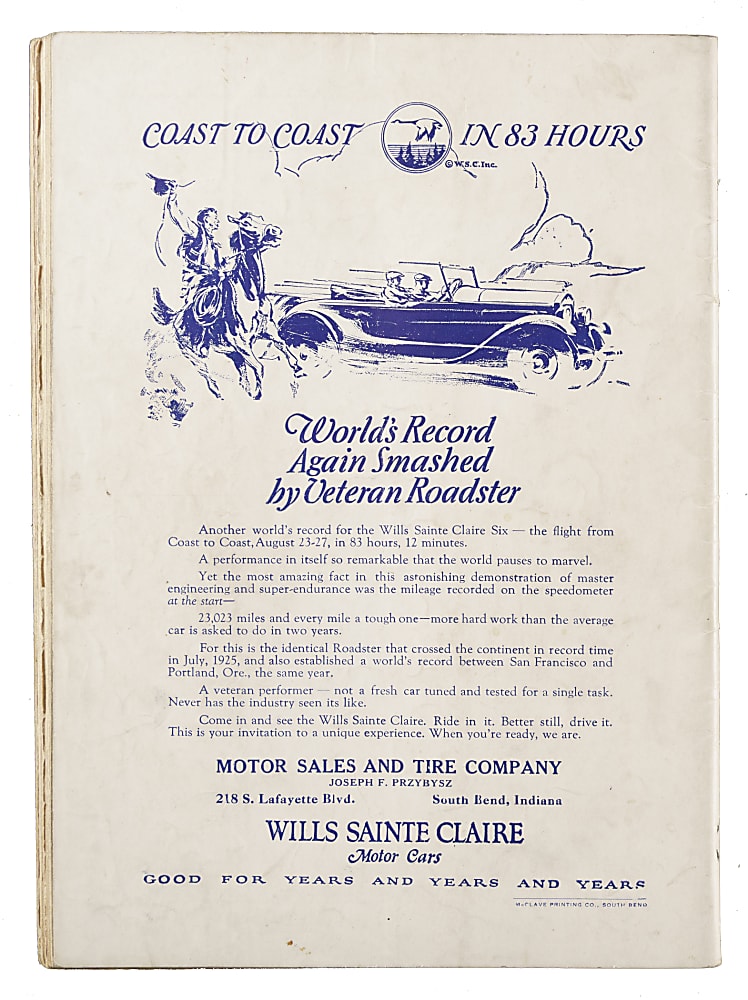 COAST TO COAST IN 83 HOURS
© W.S.C. Inc.
World's Record
Again Smashed
by Veteran Roadster
Another world's record for the Wills Sainte Claire Six — the flight from
Coast to Coast, August 23-27, in 83 hours, 12 minutes.
A performance in itself so remarkable that the world pauses to marvel.
Yet the most amazing fact in this astonishing demonstration of master
engineering and super-endurance was the mileage recorded on the speedometer
at the start—
23,023 miles and every mile a tough one—more hard work than the average
car is asked to do in two years.
For this is the identical Roadster that crossed the continent in record time
in July, 1925, and also established a world's record between San Francisco and
Portland, Ore., the same year.
A veteran performer — not a fresh car tuned and tested for a single task.
Never has the industry seen its like.
Come in and see the Wills Sainte Claire. Ride in it. Better still, drive it.
This is your invitation to a unique experience. When you're ready, we are.
MOTOR SALES AND TIRE COMPANY
JOSEPH F. PRZYBYSZ
218 S. Lafayette Blvd. South Bend, Indiana
WILLS SAINTE CLAIRE
Motor Cars
GOOD FOR YEARS AND YEARS AND YEARS
McCLAVE PRINTING CO., SOUTH BEND